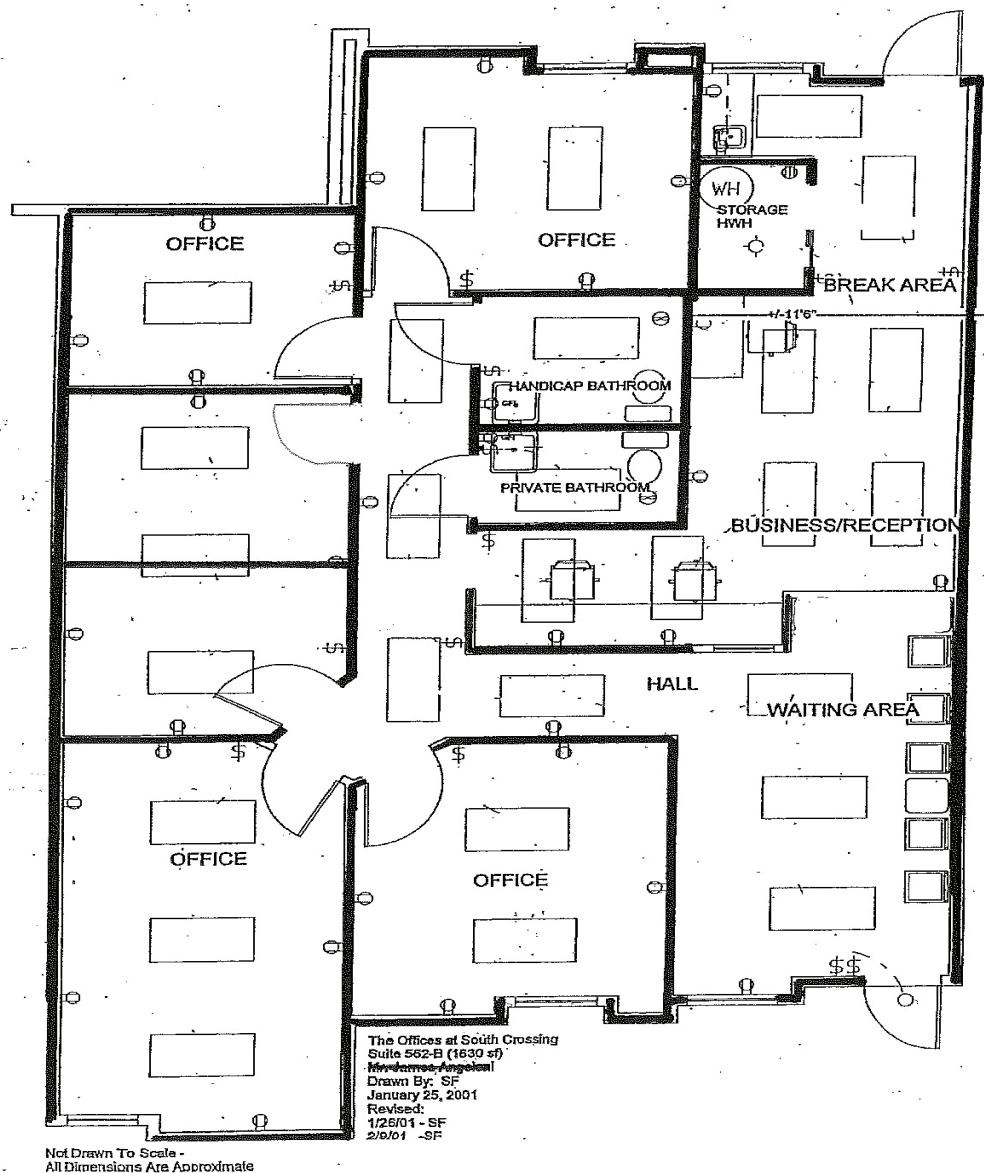 OFFICE
OFFICE
WH
STORAGE
HWH
BREAK AREA
+/-11'6"
HANDICAP BATHROOM
GFI
PRIVATE BATHROOM
BUSINESS/RECEPTION
HALL
WAITING AREA
OFFICE
OFFICE
The Offices at South Crossing
Suite 562-B (1630 sf)
Drawn By: SF
January 25, 2001
Revised:
1/26/01 - SF
2/9/01 - SF
Not Drawn To Scale -
All Dimensions Are Approximate